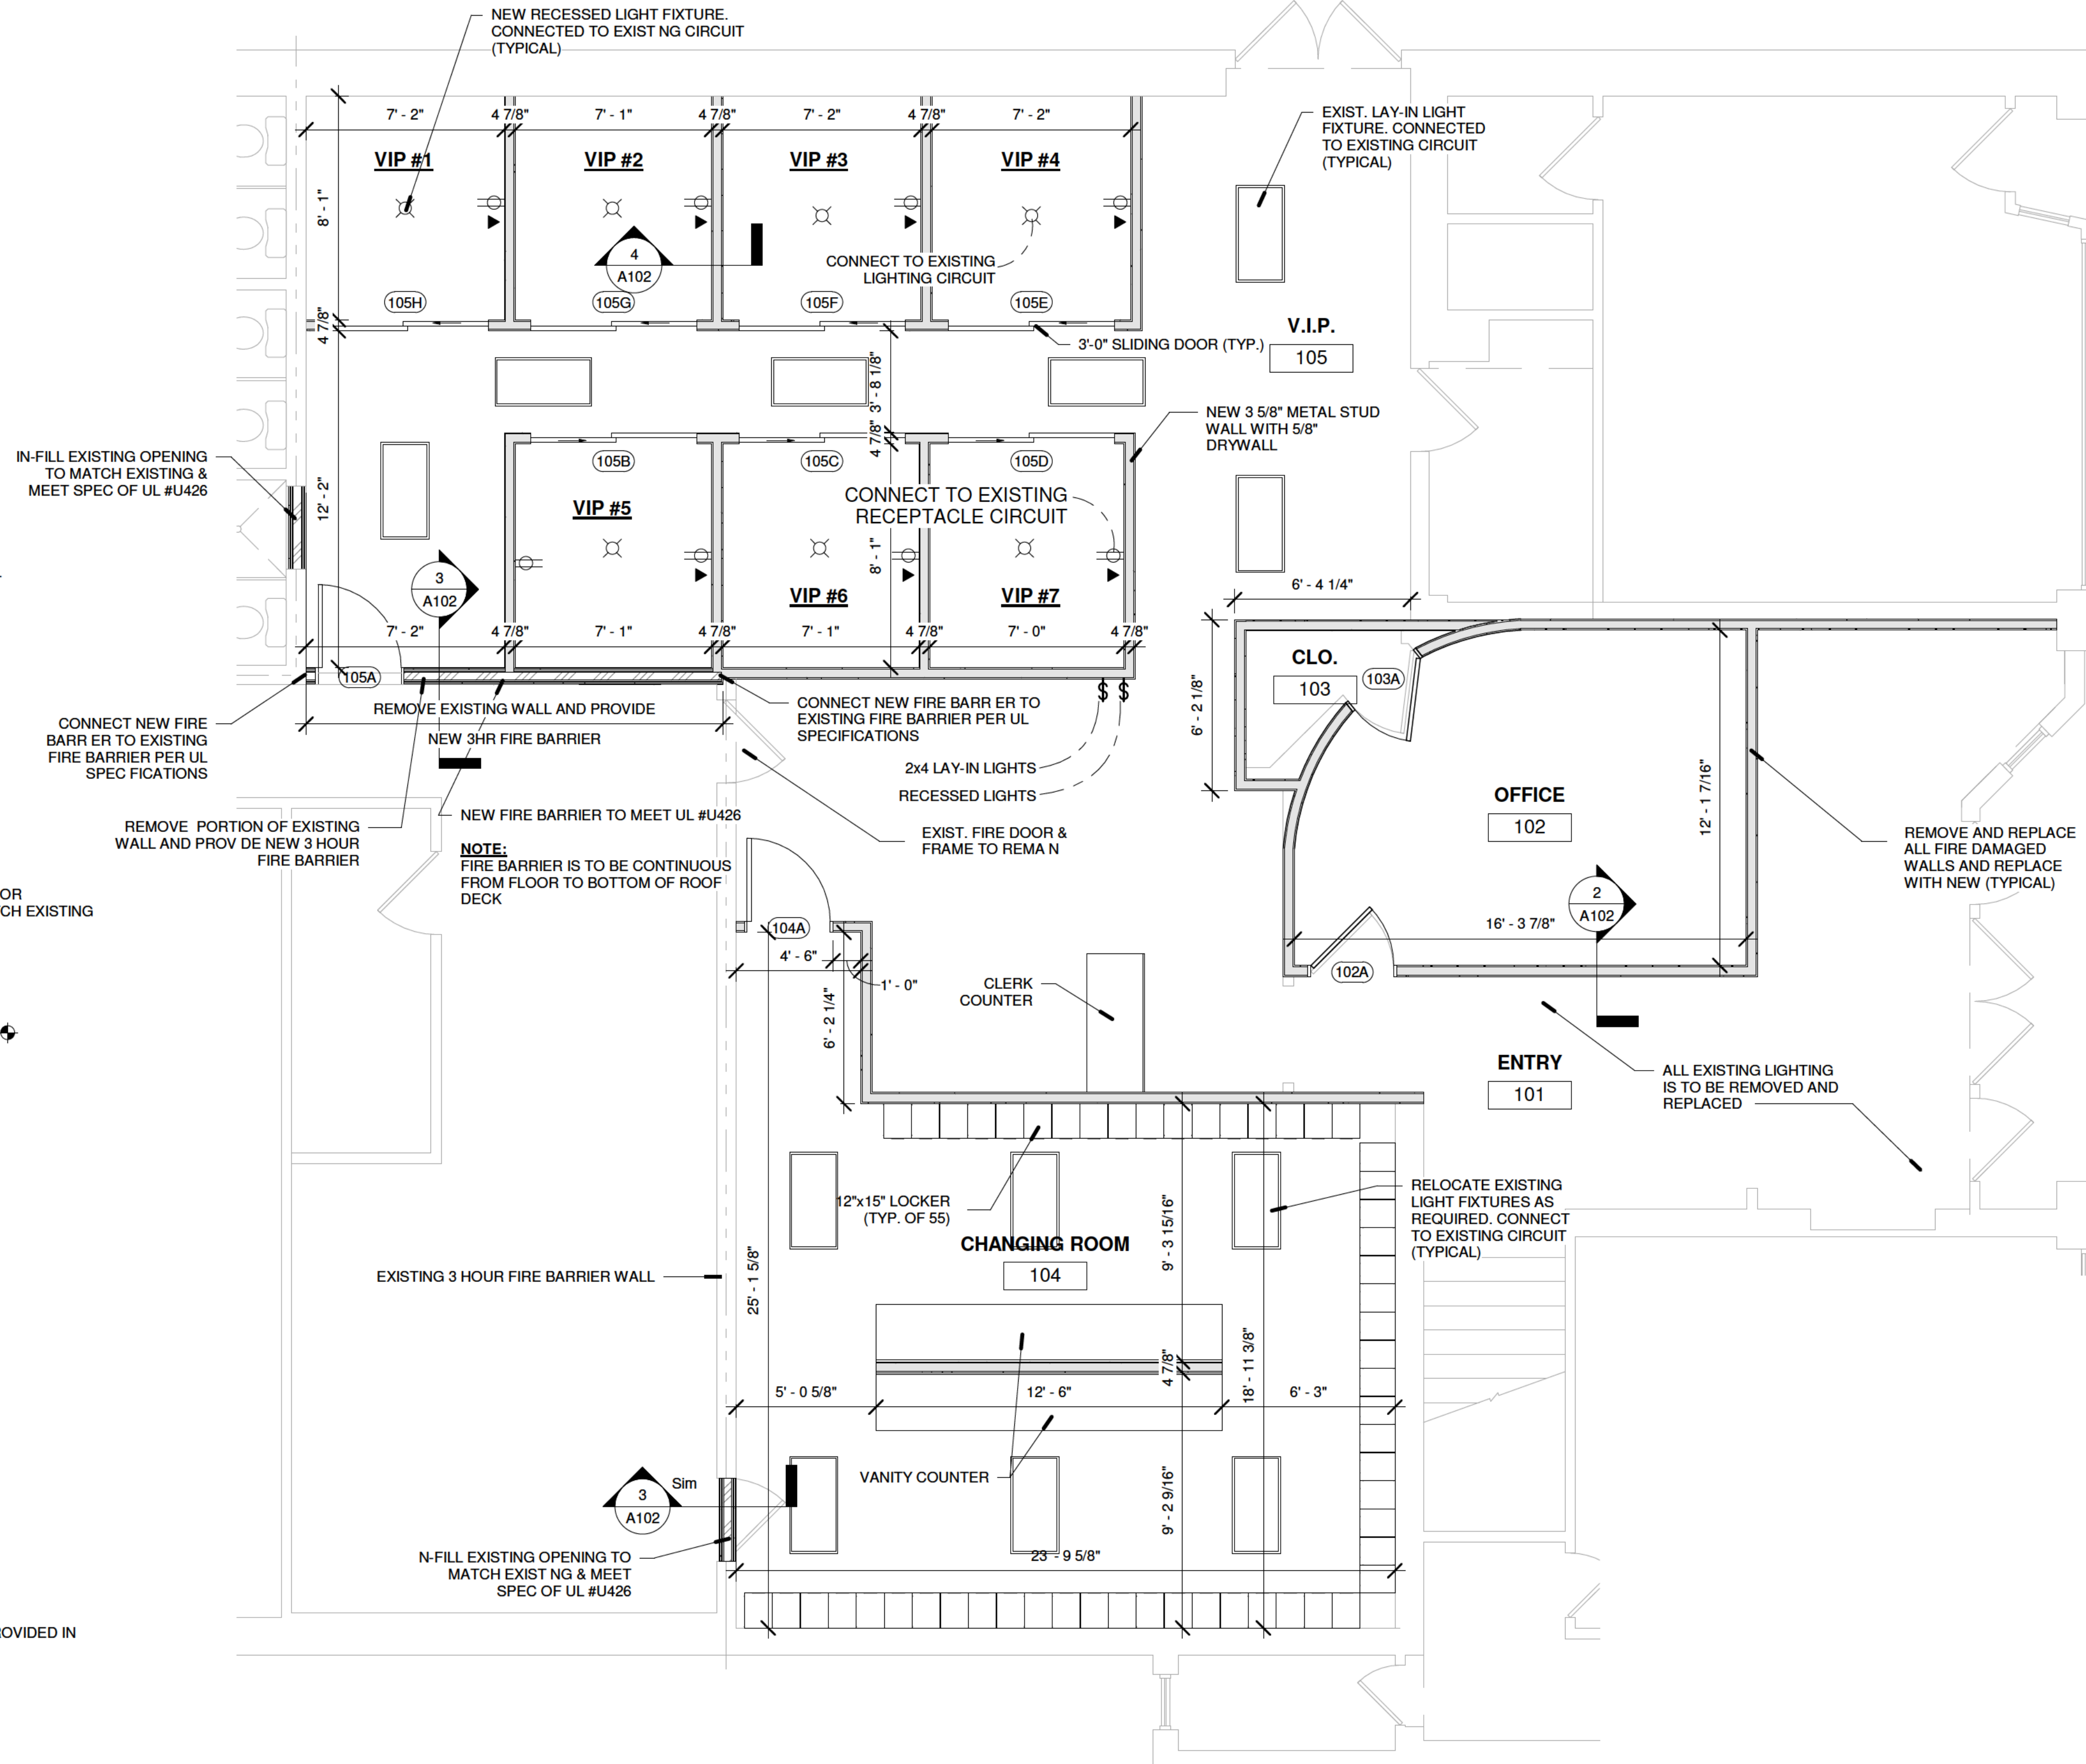 NEW RECESSED LIGHT FIXTURE.
CONNECTED TO EXIST NG CIRCUIT
(TYPICAL)
7' - 2"
4 7/8"
7' - 1"
4 7/8"
7' - 2"
4 7/8"
7' - 2"
VIP #1
VIP #2
VIP #3
VIP #4
EXIST. LAY-IN LIGHT
FIXTURE. CONNECTED
TO EXISTING CIRCUIT
(TYPICAL)
8' - 1"
4
A102
CONNECT TO EXISTING
LIGHTING CIRCUIT
105H
105G
105F
105E
4 7/8"
3'-0" SLIDING DOOR (TYP.)
V.I.P.
105
3' - 8 1/8"
4 7/8"
NEW 3 5/8" METAL STUD
WALL WITH 5/8"
DRYWALL
IN-FILL EXISTING OPENING
TO MATCH EXISTING &
MEET SPEC OF UL #U426
12' - 2"
105B
105C
105D
VIP #5
CONNECT TO EXISTING
RECEPTACLE CIRCUIT
8' - 1"
3
A102
VIP #6
VIP #7
6' - 4 1/4"
7' - 2"
4 7/8"
7' - 1"
4 7/8"
7' - 1"
4 7/8"
7' - 0"
4 7/8"
105A
$ $
CLO.
103
103A
6' - 2 1/8"
REMOVE EXISTING WALL AND PROVIDE
NEW 3HR FIRE BARRIER
CONNECT NEW FIRE BARR ER TO
EXISTING FIRE BARRIER PER UL
SPECIFICATIONS
CONNECT NEW FIRE
BARR ER TO EXISTING
FIRE BARRIER PER UL
SPEC FICATIONS
2x4 LAY-IN LIGHTS
RECESSED LIGHTS
OFFICE
102
12' - 1 7/16"
REMOVE PORTION OF EXISTING
WALL AND PROV DE NEW 3 HOUR
FIRE BARRIER
NEW FIRE BARRIER TO MEET UL #U426
NOTE:
FIRE BARRIER IS TO BE CONTINUOUS
FROM FLOOR TO BOTTOM OF ROOF
DECK
EXIST. FIRE DOOR &
FRAME TO REMA N
REMOVE AND REPLACE
ALL FIRE DAMAGED
WALLS AND REPLACE
WITH NEW (TYPICAL)
OR
CH EXISTING
2
A102
16' - 3 7/8"
104A
4' - 6"
1' - 0"
102A
6' - 2 1/4"
CLERK
COUNTER
ENTRY
101
ALL EXISTING LIGHTING
IS TO BE REMOVED AND
REPLACED
12"x15" LOCKER
(TYP. OF 55)
9' - 3 15/16"
RELOCATE EXISTING
LIGHT FIXTURES AS
REQUIRED. CONNECT
TO EXISTING CIRCUIT
(TYPICAL)
CHANGING ROOM
104
EXISTING 3 HOUR FIRE BARRIER WALL
25' - 1 5/8"
4 7/8"
18' - 11 3/8"
5' - 0 5/8"
12' - 6"
6' - 3"
VANITY COUNTER
3
A102
Sim
9' - 2 9/16"
N-FILL EXISTING OPENING TO
MATCH EXIST NG & MEET
SPEC OF UL #U426
23 - 9 5/8"
OVIDED IN